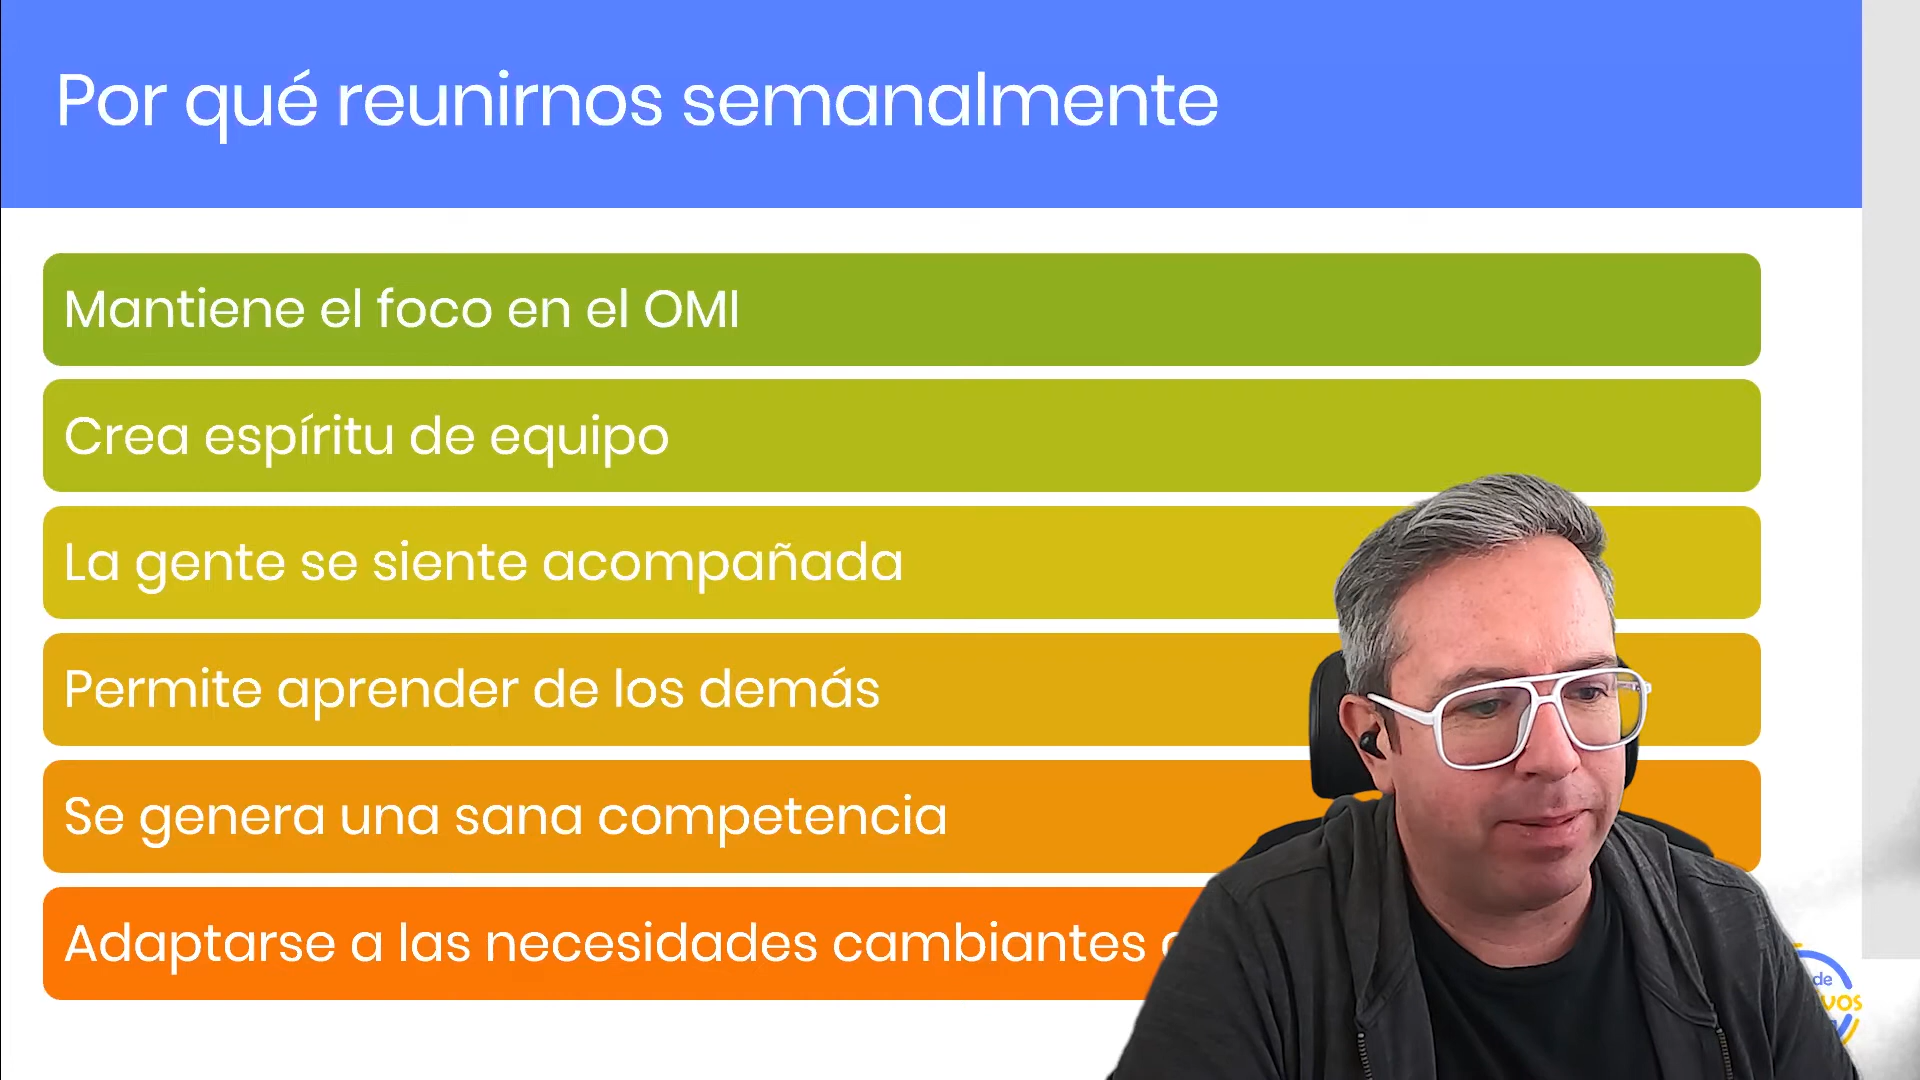 Por qué reunirnos semanalmente
Mantiene el foco en el OMI
Crea espíritu de equipo
La gente se siente acompañada
Permite aprender de los demás
Se genera una sana competencia
Adaptarse a las necesidades cambiantes
de